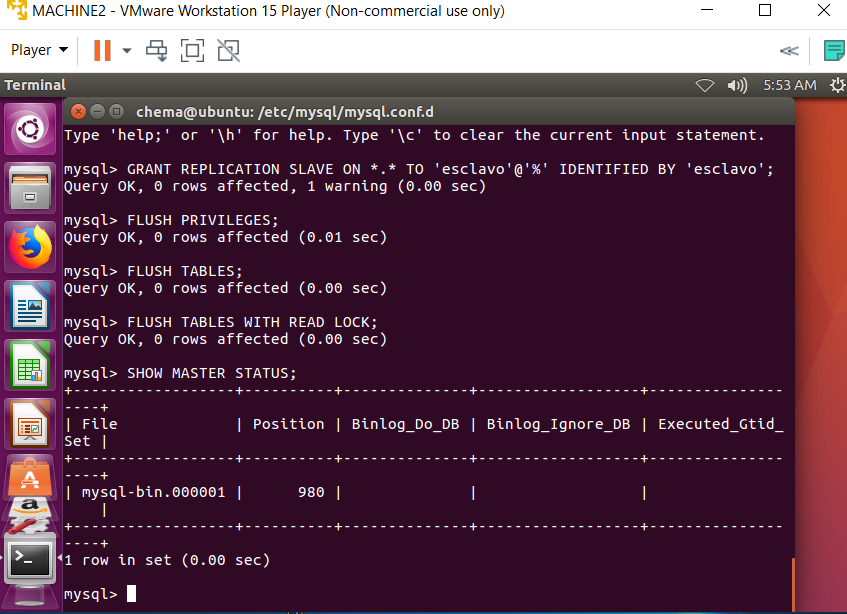 MACHINE2 - VMware Workstation 15 Player (Non-commercial use only)
Player
Terminal 5:53 AM
chema@ubuntu: /etc/mysql/mysql.conf.d
Type 'help;' or '\h' for help. Type '\c' to clear the current input statement.
mysql> GRANT REPLICATION SLAVE ON *.* TO 'esclavo'@'%' IDENTIFIED BY 'esclavo';
Query OK, 0 rows affected, 1 warning (0.00 sec)
mysql> FLUSH PRIVILEGES;
Query OK, 0 rows affected (0.01 sec)
mysql> FLUSH TABLES;
Query OK, 0 rows affected (0.00 sec)
mysql> FLUSH TABLES WITH READ LOCK;
Query OK, 0 rows affected (0.00 sec)
mysql> SHOW MASTER STATUS;
+------------------+----------+--------------+------------------+---------------
----+
| File             | Position | Binlog_Do_DB | Binlog_Ignore_DB | Executed_Gtid_
Set |
+------------------+----------+--------------+------------------+---------------
----+
| mysql-bin.000001 |      980 |              |                  |
    |
+------------------+----------+--------------+------------------+---------------
----+
1 row in set (0.00 sec)
mysql>